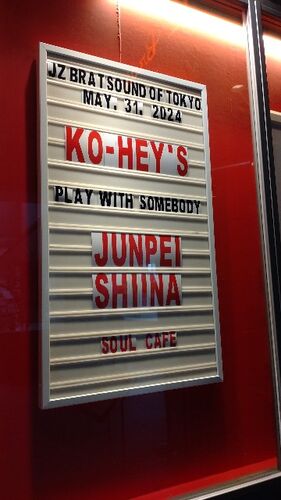 JZ BRAT SOUND OF TOKYO
MAY. 31. 2024
KO-HEY'S
PLAY WITH SOMEBODY
JUNPEI
SHIINA
SOUL CAFE